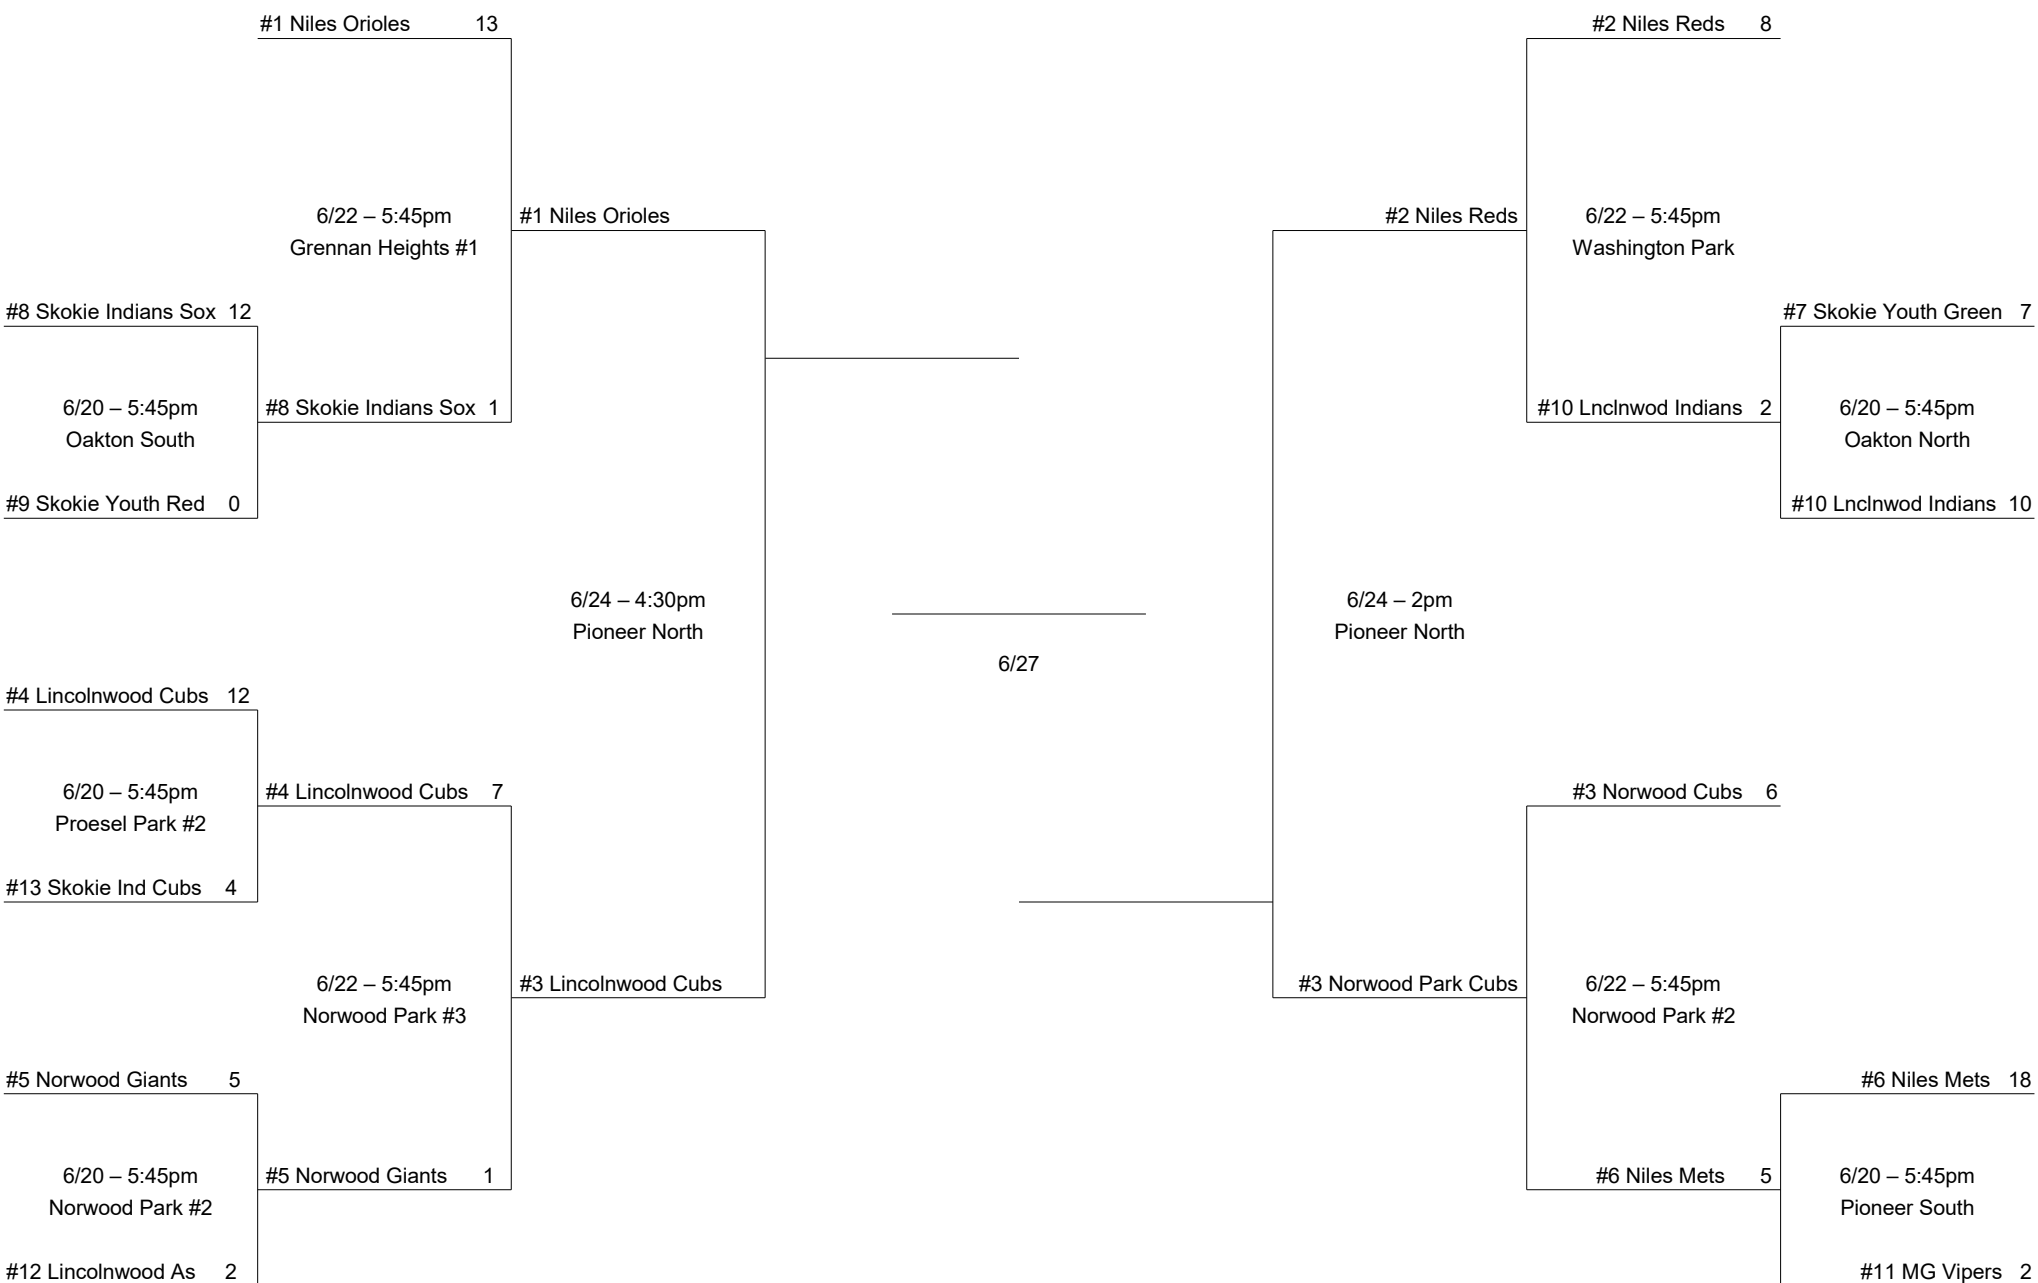 #1 Niles Orioles 13
#2 Niles Reds 8
6/22 – 5:45pm
Grennan Heights #1
#1 Niles Orioles
#2 Niles Reds
6/22 – 5:45pm
Washington Park
#8 Skokie Indians Sox 12
#7 Skokie Youth Green 7
6/20 – 5:45pm
Oakton South
#8 Skokie Indians Sox 1
#10 Lnclnwod Indians 2
6/20 – 5:45pm
Oakton North
#9 Skokie Youth Red 0
#10 Lnclnwod Indians 10
6/24 – 4:30pm
Pioneer North
6/24 – 2pm
Pioneer North
6/27
#4 Lincolnwood Cubs 12
6/20 – 5:45pm
Proesel Park #2
#4 Lincolnwood Cubs 7
#3 Norwood Cubs 6
#13 Skokie Ind Cubs 4
6/22 – 5:45pm
Norwood Park #3
#3 Lincolnwood Cubs
#3 Norwood Park Cubs
6/22 – 5:45pm
Norwood Park #2
#5 Norwood Giants 5
#6 Niles Mets 18
6/20 – 5:45pm
Norwood Park #2
#5 Norwood Giants 1
#6 Niles Mets 5
6/20 – 5:45pm
Pioneer South
#12 Lincolnwood As 2
#11 MG Vipers 2